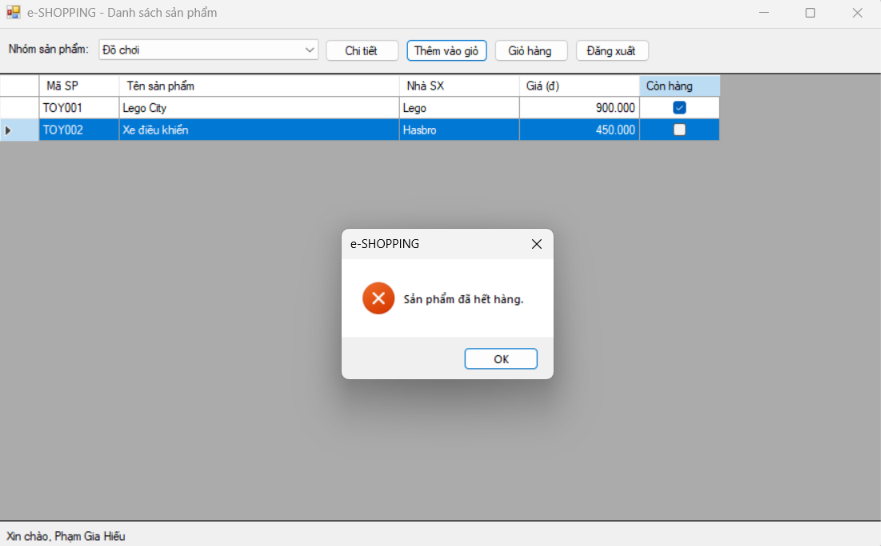 e-SHOPPING - Danh sách sản phẩm
Nhóm sản phẩm: Đồ chơi Chi tiết Thêm vào giỏ Giỏ hàng Đăng xuất
Mã SP Tên sản phẩm Nhà SX Giá (đ) Còn hàng
TOY001 Lego City Lego 900.000
TOY002 Xe điều khiển Hasbro 450.000
e-SHOPPING
Sản phẩm đã hết hàng.
OK
Xin chào, Phạm Gia Hiếu